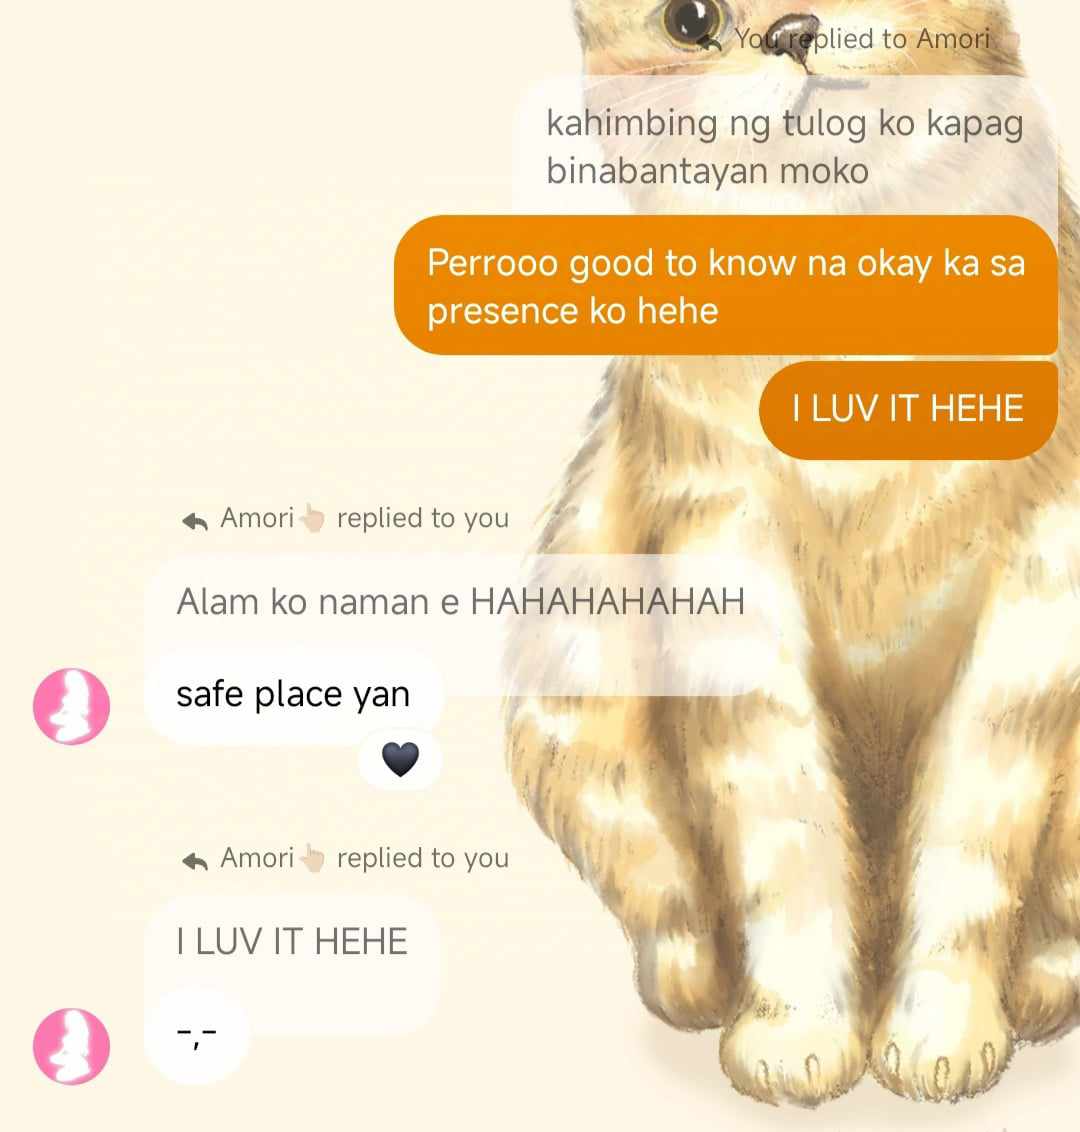 You replied to Amori👆🏻
kahimbing ng tulog ko kapag
binabantayan moko
Perrooo good to know na okay ka sa
presence ko hehe
I LUV IT HEHE
Amori👆🏻 replied to you
Alam ko naman e HAHAHAHAHAH
safe place yan
🖤
Amori👆🏻 replied to you
I LUV IT HEHE
-,-